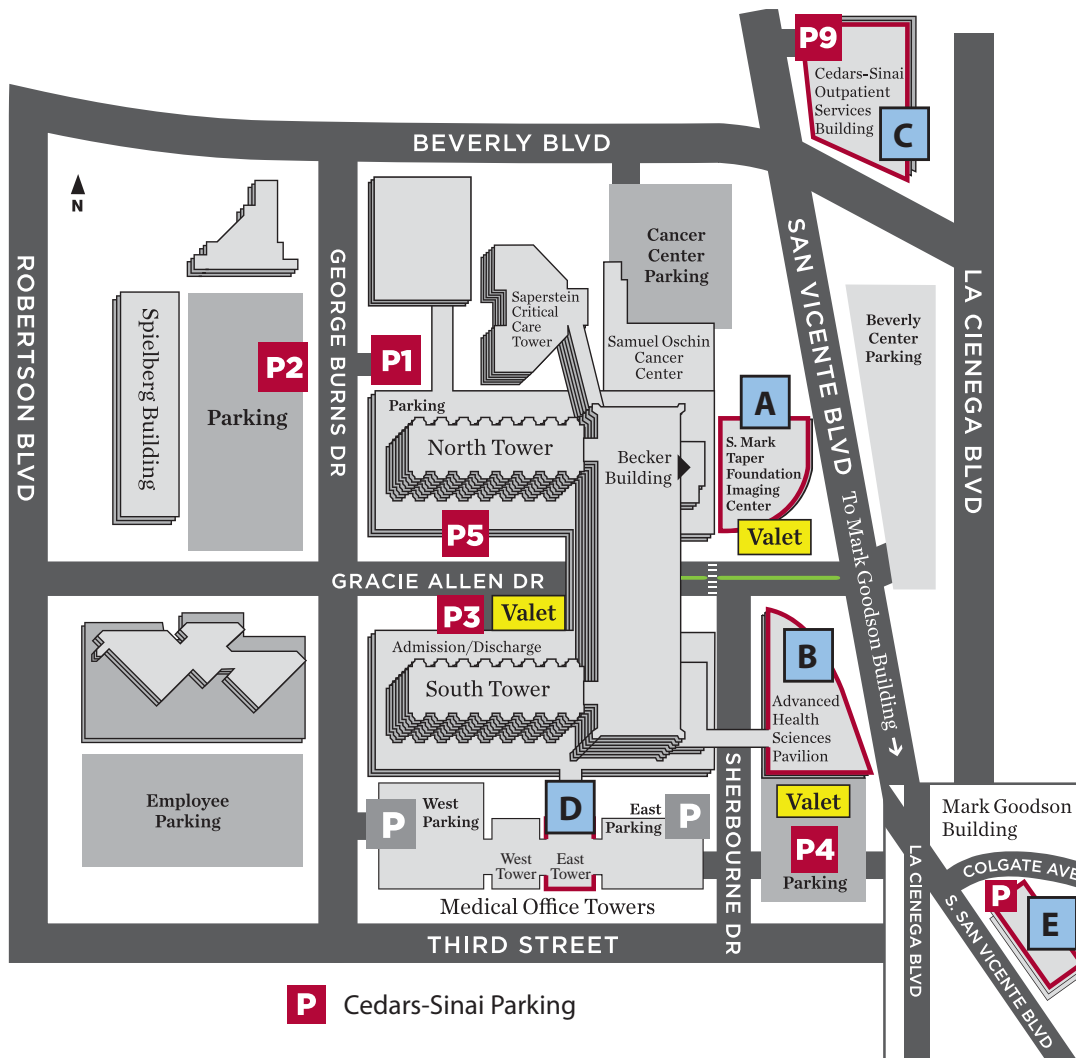 P9
Cedars-Sinai
Outpatient
Services
Building
C
BEVERLY BLVD
N
ROBERTSON BLVD
GEORGE BURNS DR
SAN VICENTE BLVD
LA CIENEGA BLVD
Cancer
Center
Parking
Saperstein
Critical
Care
Tower
Samuel Oschin
Cancer
Center
Beverly
Center
Parking
Spielberg Building
P2
P1
Parking
Parking
North Tower
Becker
Building
A
S. Mark
Taper
Foundation
Imaging
Center
Valet
To Mark Goodson Building
P5
GRACIE ALLEN DR
P3
Valet
Admission/Discharge
South Tower
B
Advanced
Health
Sciences
Pavilion
SHERBOURNE DR
Employee
Parking
P
West
Parking
D
East
Parking
P
Valet
P4
Parking
West
Tower
East
Tower
Medical Office Towers
THIRD STREET
Mark Goodson
Building
COLGATE AVE
P
E
LA CIENEGA BLVD
S. SAN VICENTE BLVD
P Cedars-Sinai Parking